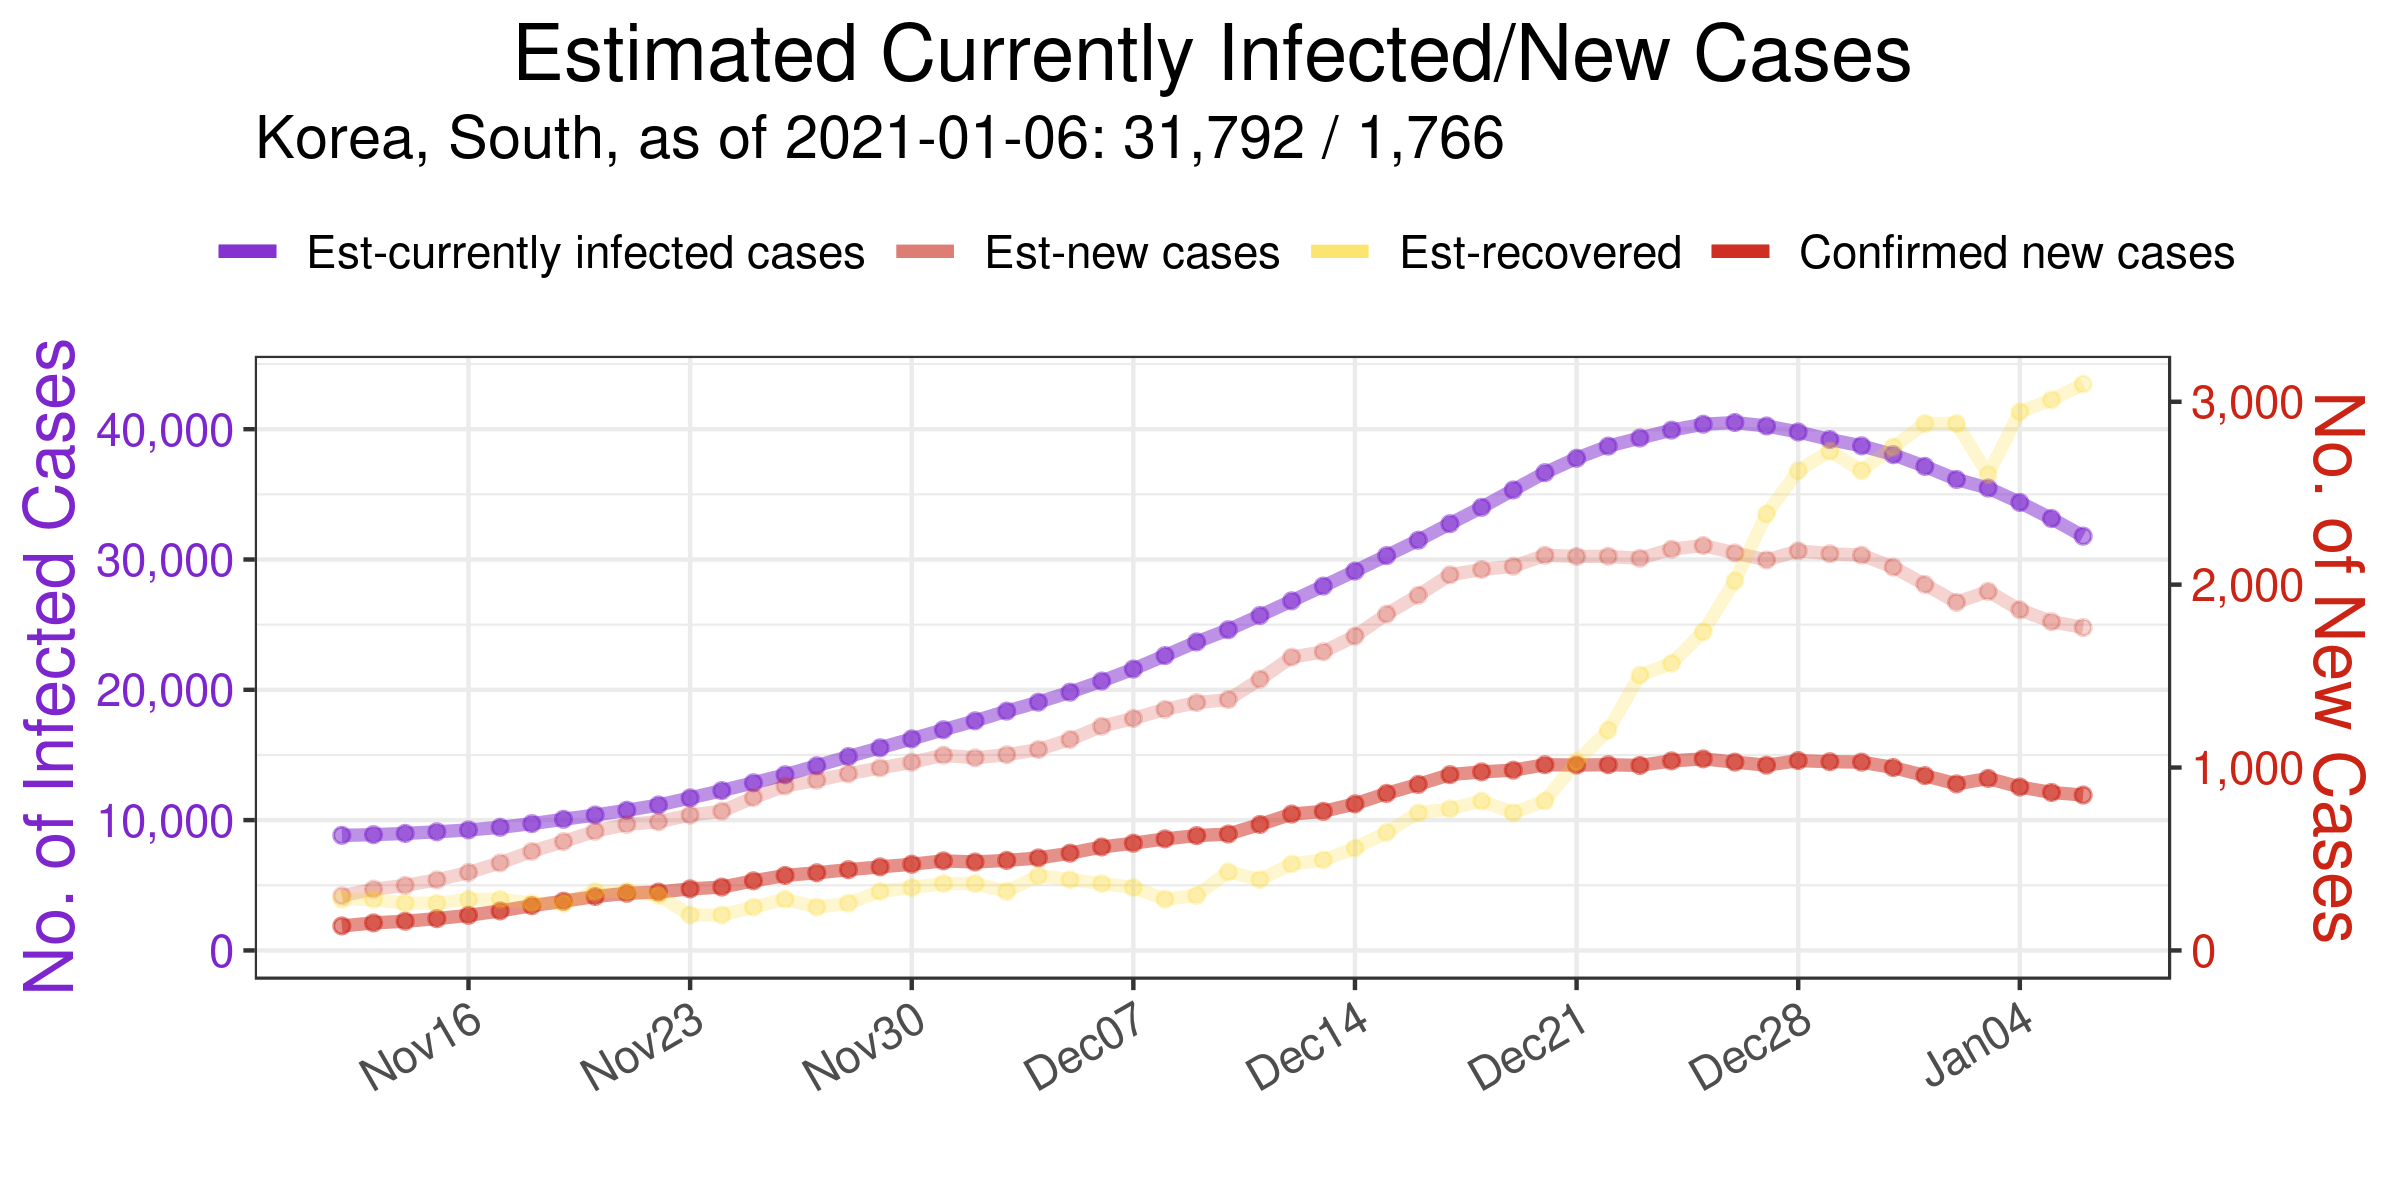 Estimated Currently Infected/New Cases
Korea, South, as of 2021-01-06: 31,792 / 1,766
Est-currently infected cases Est-new cases Est-recovered Confirmed new cases
No. of Infected Cases
40,000
30,000
20,000
10,000
0
3,000
2,000
1,000
0
No. of New Cases
Nov16 Nov23 Nov30 Dec07 Dec14 Dec21 Dec28 Jan04